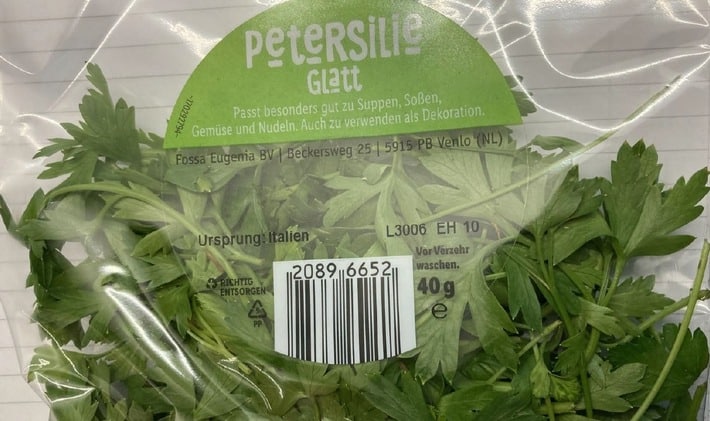 Petersilie
Glatt
Passt besonders gut zu Suppen, Soßen,
Gemüse und Nudeln. Auch zu verwenden als Dekoration.
Fossa Eugenia BV | Beckersweg 25 | 5915 PB Venlo (NL)
Ursprung: Italien
L3006 EH 10
Vor Verzehr
waschen.
RICHTIG
ENTSORGEN
PP
2089 6652
40g
e